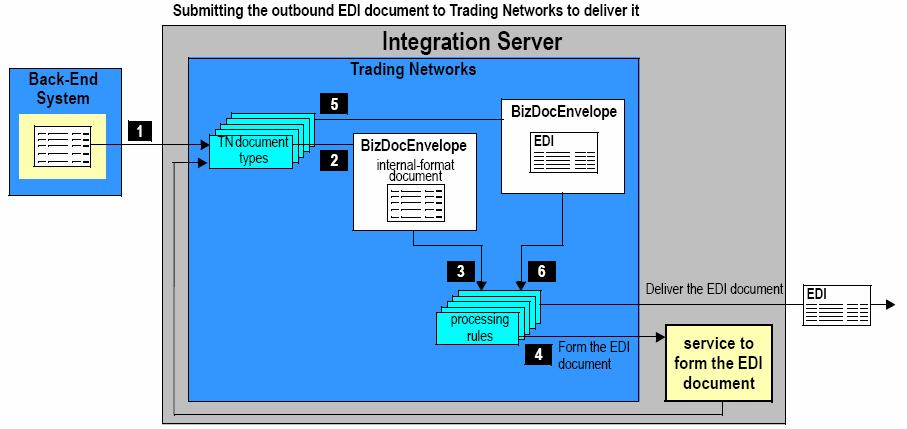 Submitting the outbound EDI document to Trading Networks to deliver it
Integration Server
Trading Networks
Back-End
System
1
TN document
types
5
2
BizDocEnvelope
internal-format
document
BizDocEnvelope
EDI
3
6
processing
rules
4
Form the EDI
document
Deliver the EDI document
EDI
service to
form the EDI
document